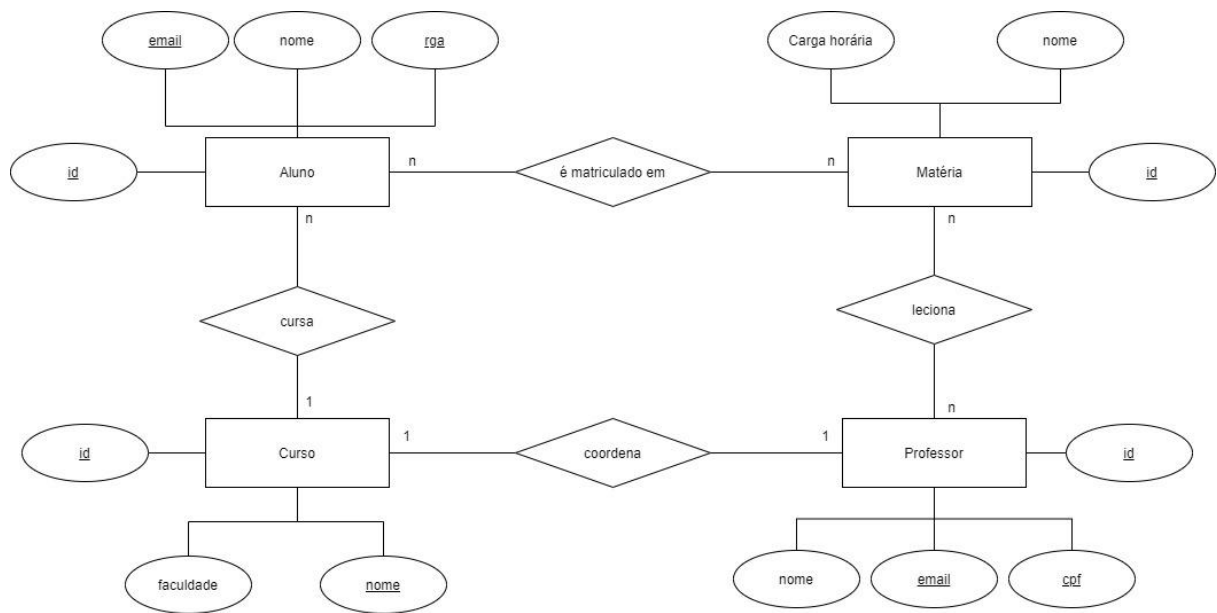 email
nome
rga
Carga horária
nome
id
Aluno
n
é matriculado em
n
Matéria
id
n
n
cursa
leciona
1
n
id
Curso
1
coordena
1
Professor
id
faculdade
nome
nome
email
cpf